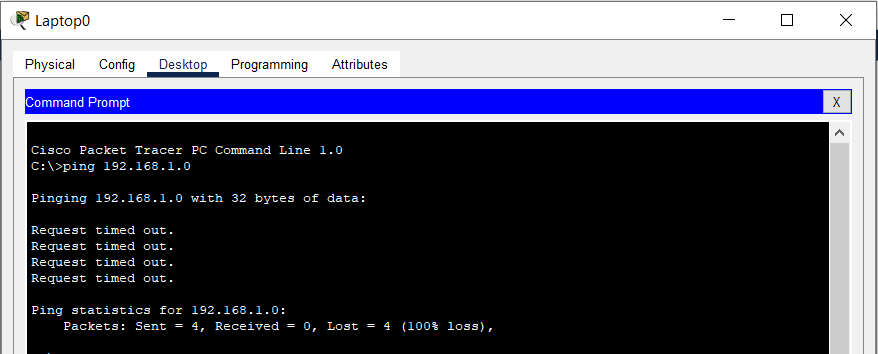 Laptop0
Physical Config Desktop Programming Attributes
Command Prompt X
Cisco Packet Tracer PC Command Line 1.0
C:\>ping 192.168.1.0
Pinging 192.168.1.0 with 32 bytes of data:
Request timed out.
Request timed out.
Request timed out.
Request timed out.
Ping statistics for 192.168.1.0:
Packets: Sent = 4, Received = 0, Lost = 4 (100% loss),